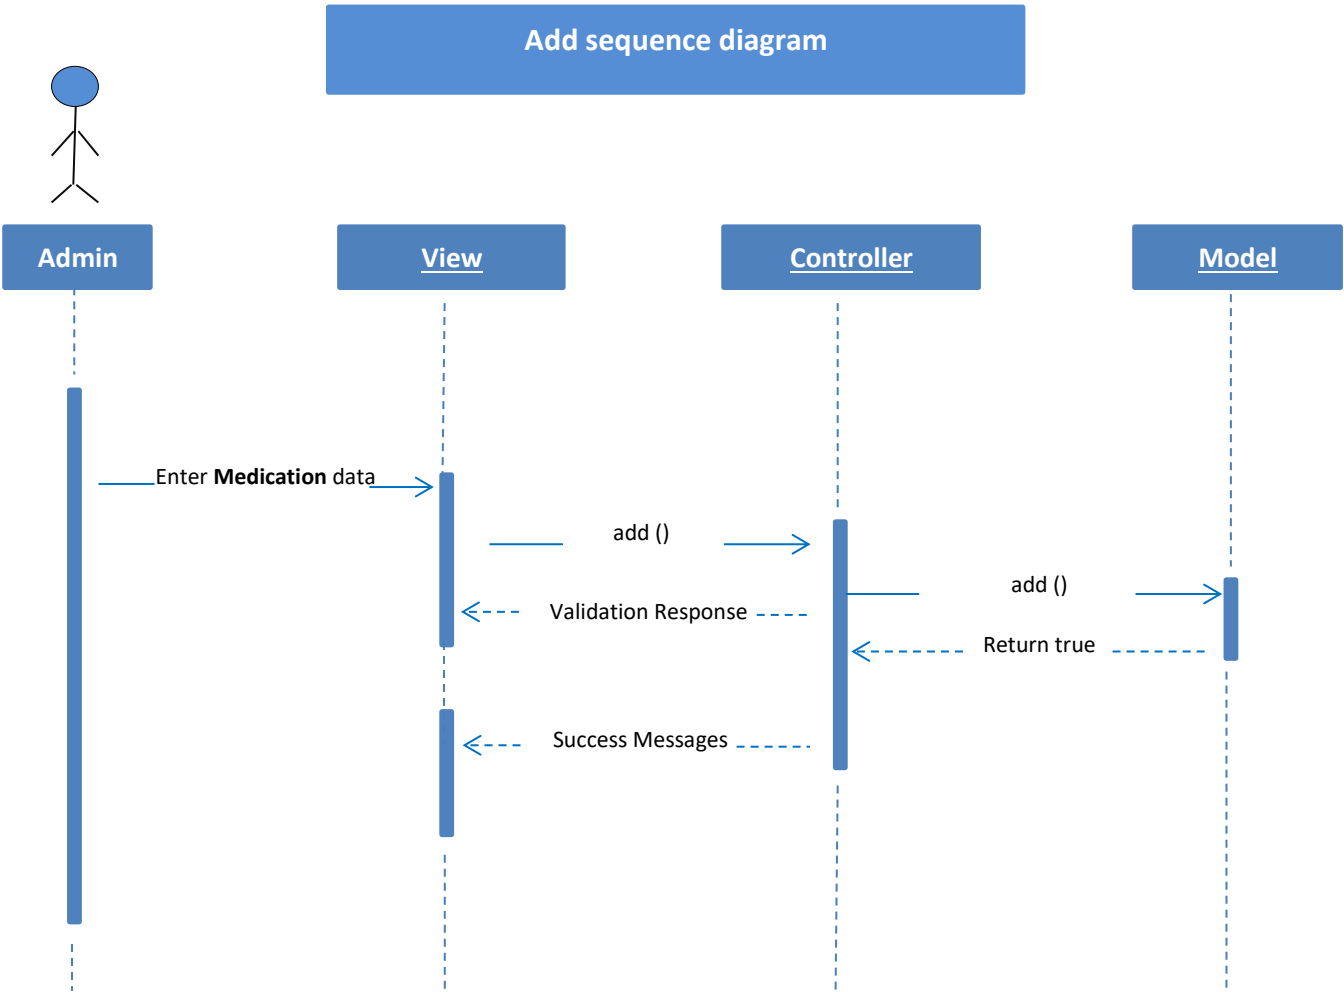 Add sequence diagram
Admin
View
Controller
Model
Enter Medication data
add ()
add ()
Validation Response
Return true
Success Messages